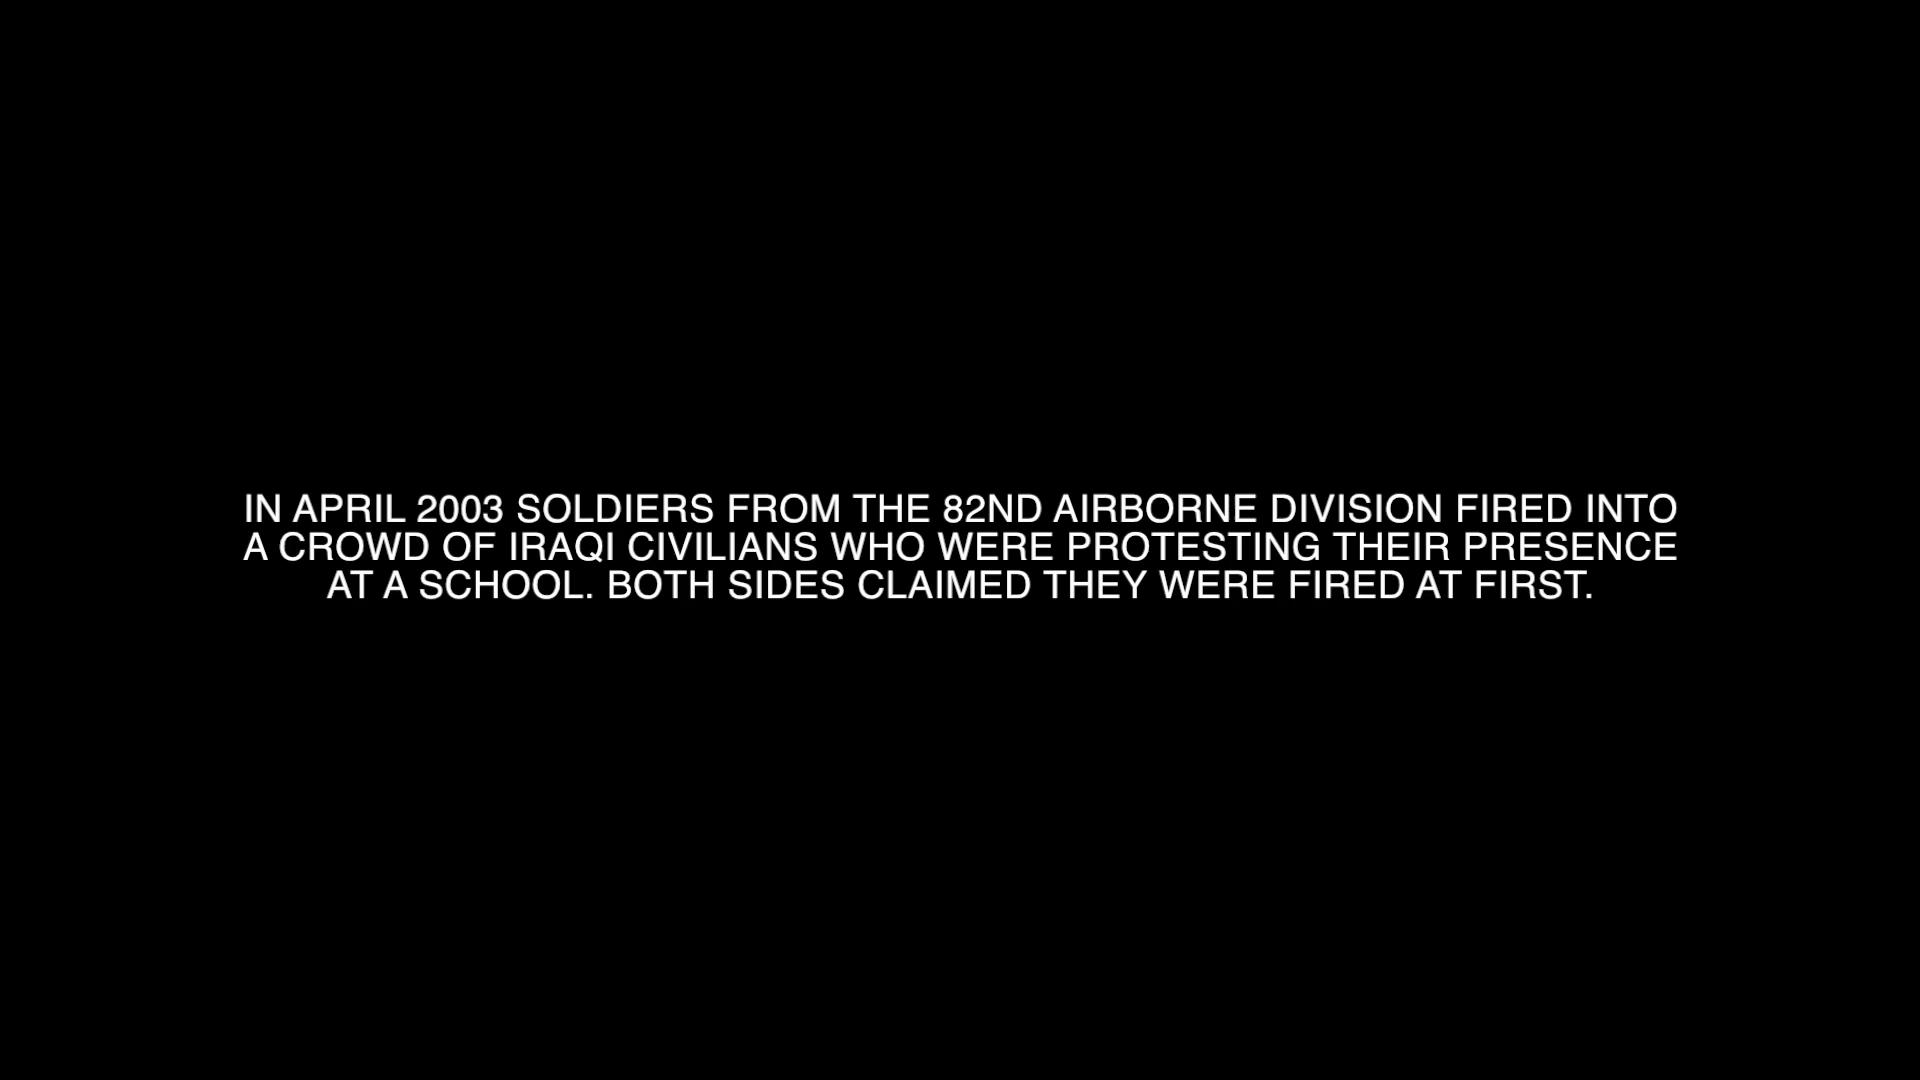 IN APRIL 2003 SOLDIERS FROM THE 82ND AIRBORNE DIVISION FIRED INTO
A CROWD OF IRAQI CIVILIANS WHO WERE PROTESTING THEIR PRESENCE
AT A SCHOOL. BOTH SIDES CLAIMED THEY WERE FIRED AT FIRST.